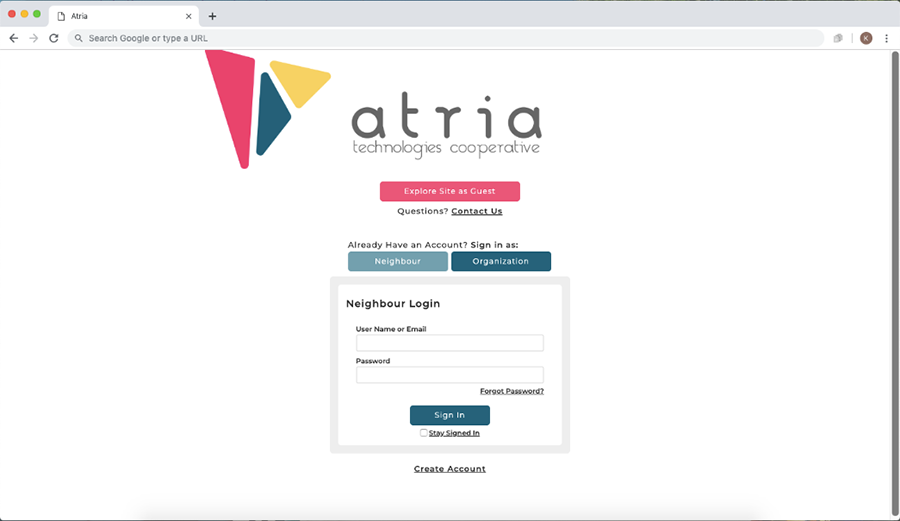 Atria
Search Google or type a URL
K
atria
technologies cooperative
Explore Site as Guest
Questions? Contact Us
Already Have an Account? Sign in as:
Neighbour
Organization
Neighbour Login
User Name or Email
Password
Forgot Password?
Sign In
Stay Signed In
Create Account